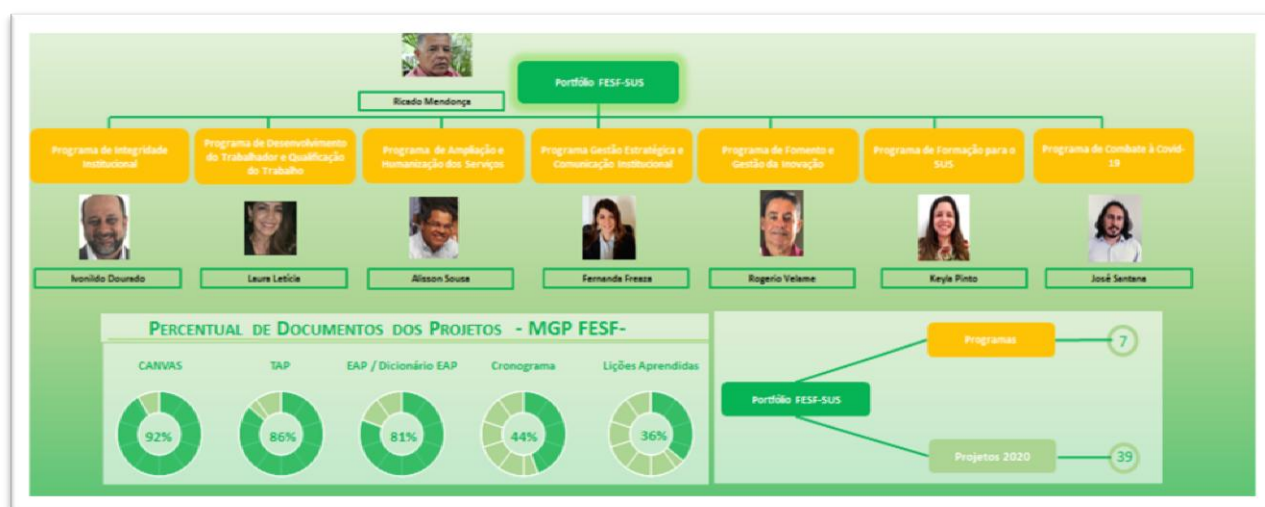 Portfólio FESF-SUS
Ricado Mendonça
Programa de Integridade
Institucional
Programa de Desenvolvimento
do Trabalhador e Qualificação
do Trabalho
Programa de Ampliação e
Humanização dos Serviços
Programa Gestão Estratégica e
Comunicação Institucional
Programa de Fomento e
Gestão da Inovação
Programa de Formação para o
SUS
Programa de Combate à Covid-
19
Ivonildo Dourado
Laura Letícia
Alisson Sousa
Fernanda Freaza
Rogerio Velame
Keyla Pinto
José Santana
PERCENTUAL DE DOCUMENTOS DOS PROJETOS - MGP FESF-
CANVAS
TAP
EAP / Dicionário EAP
Cronograma
Lições Aprendidas
92%
86%
81%
44%
36%
Programas
7
Portfólio FESF-SUS
Projetos 2020
39